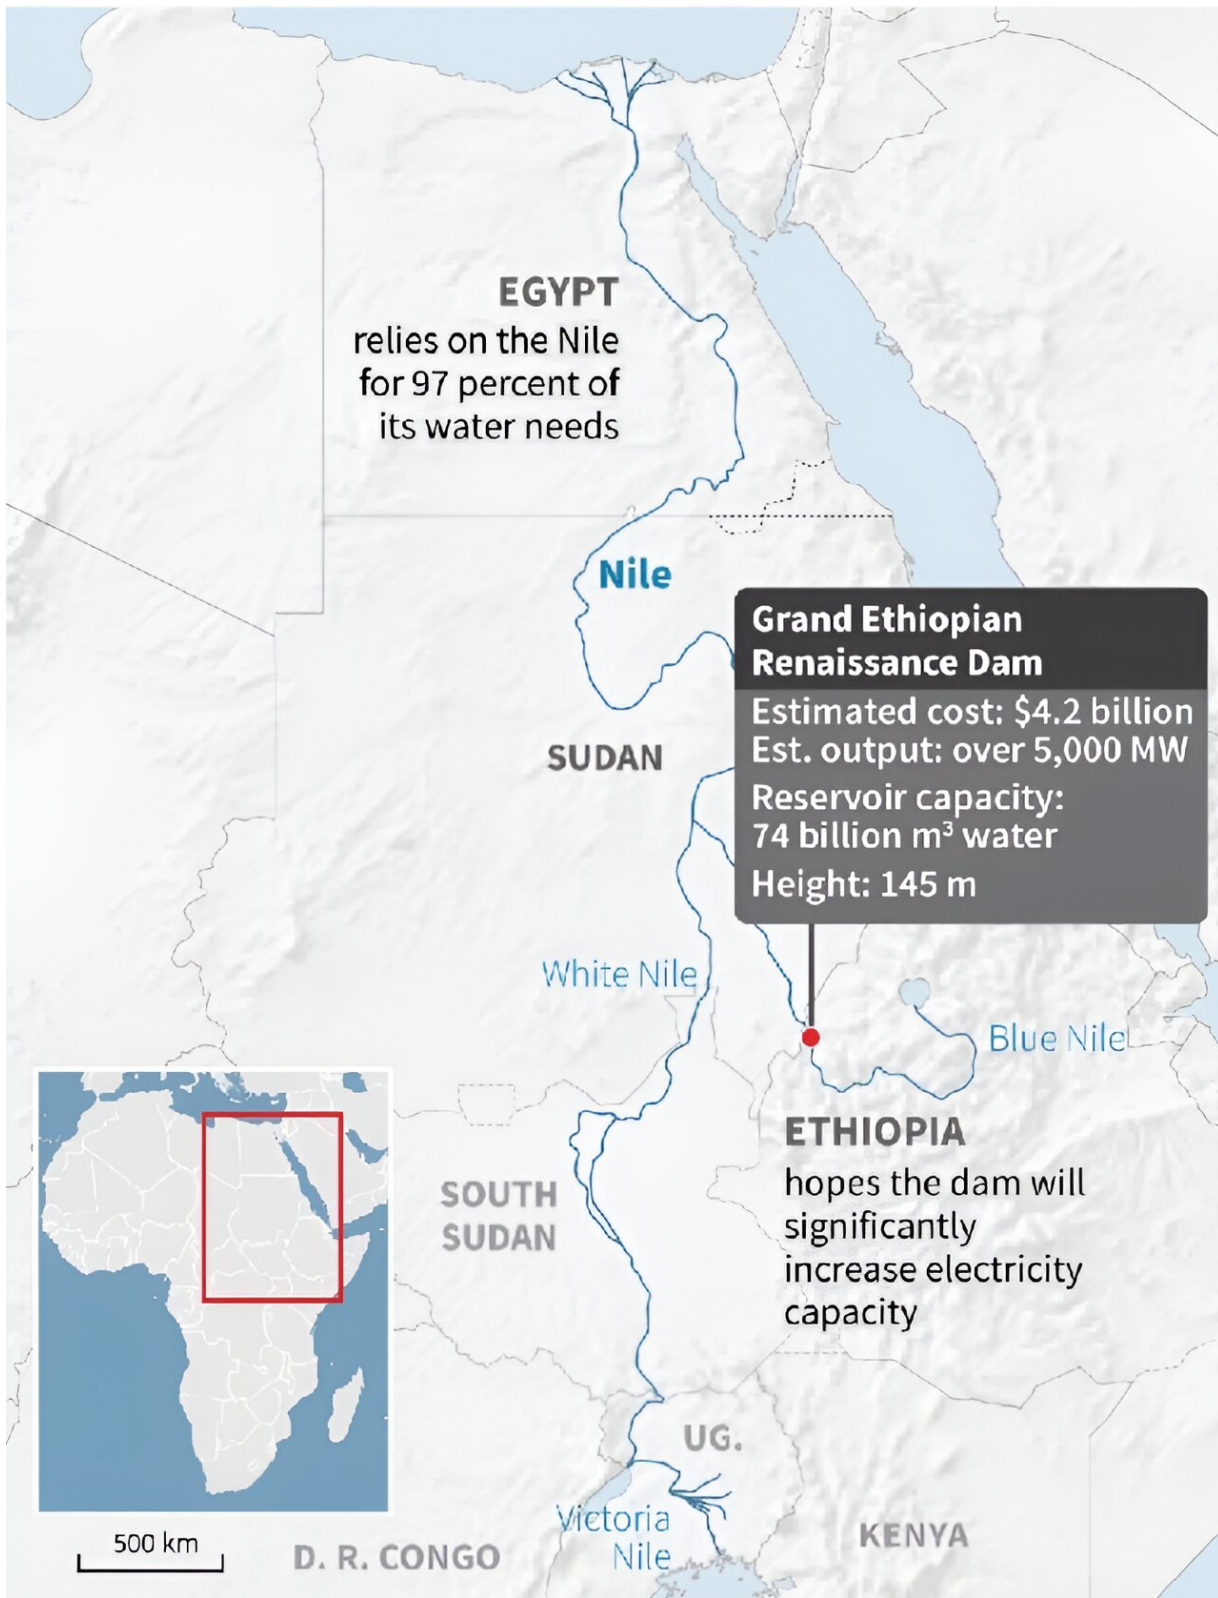 EGYPT
relies on the Nile
for 97 percent of
its water needs
Nile
Grand Ethiopian
Renaissance Dam
Estimated cost: $4.2 billion
Est. output: over 5,000 MW
Reservoir capacity:
74 billion m³ water
Height: 145 m
SUDAN
White Nile
Blue Nile
ETHIOPIA
hopes the dam will
significantly
increase electricity
capacity
SOUTH
SUDAN
UG.
Victoria
Nile
KENYA
D. R. CONGO
500 km